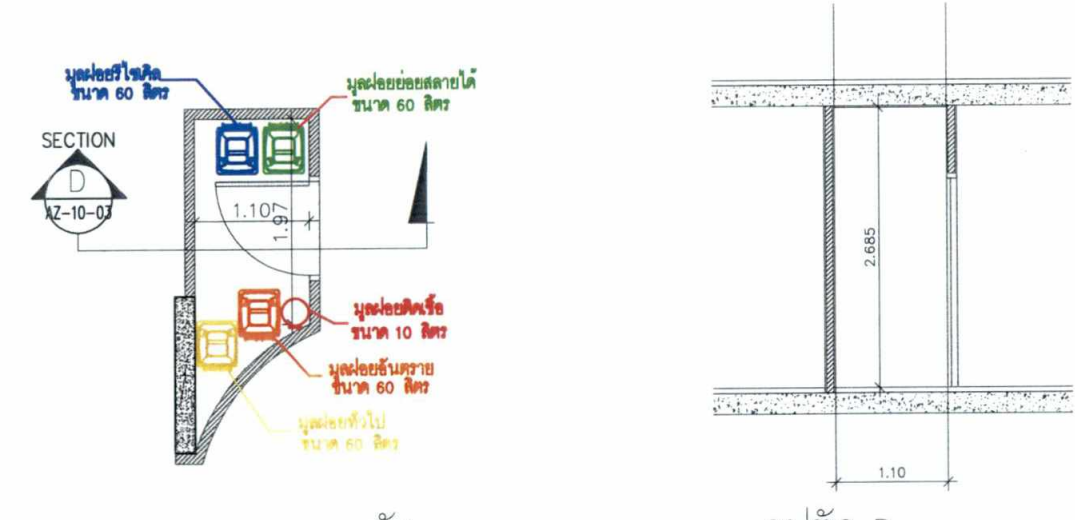 มูลฝอยรีไซเคิล
ขนาด 60 ลิตร
มูลฝอยย่อยสลายได้
ขนาด 60 ลิตร
SECTION
D
AZ-10-03
1.10
1.97
มูลฝอยติดเชื้อ
ขนาด 10 ลิตร
มูลฝอยอันตราย
ขนาด 60 ลิตร
มูลฝอยทั่วไป
ขนาด 60 ลิตร
2.685
1.10